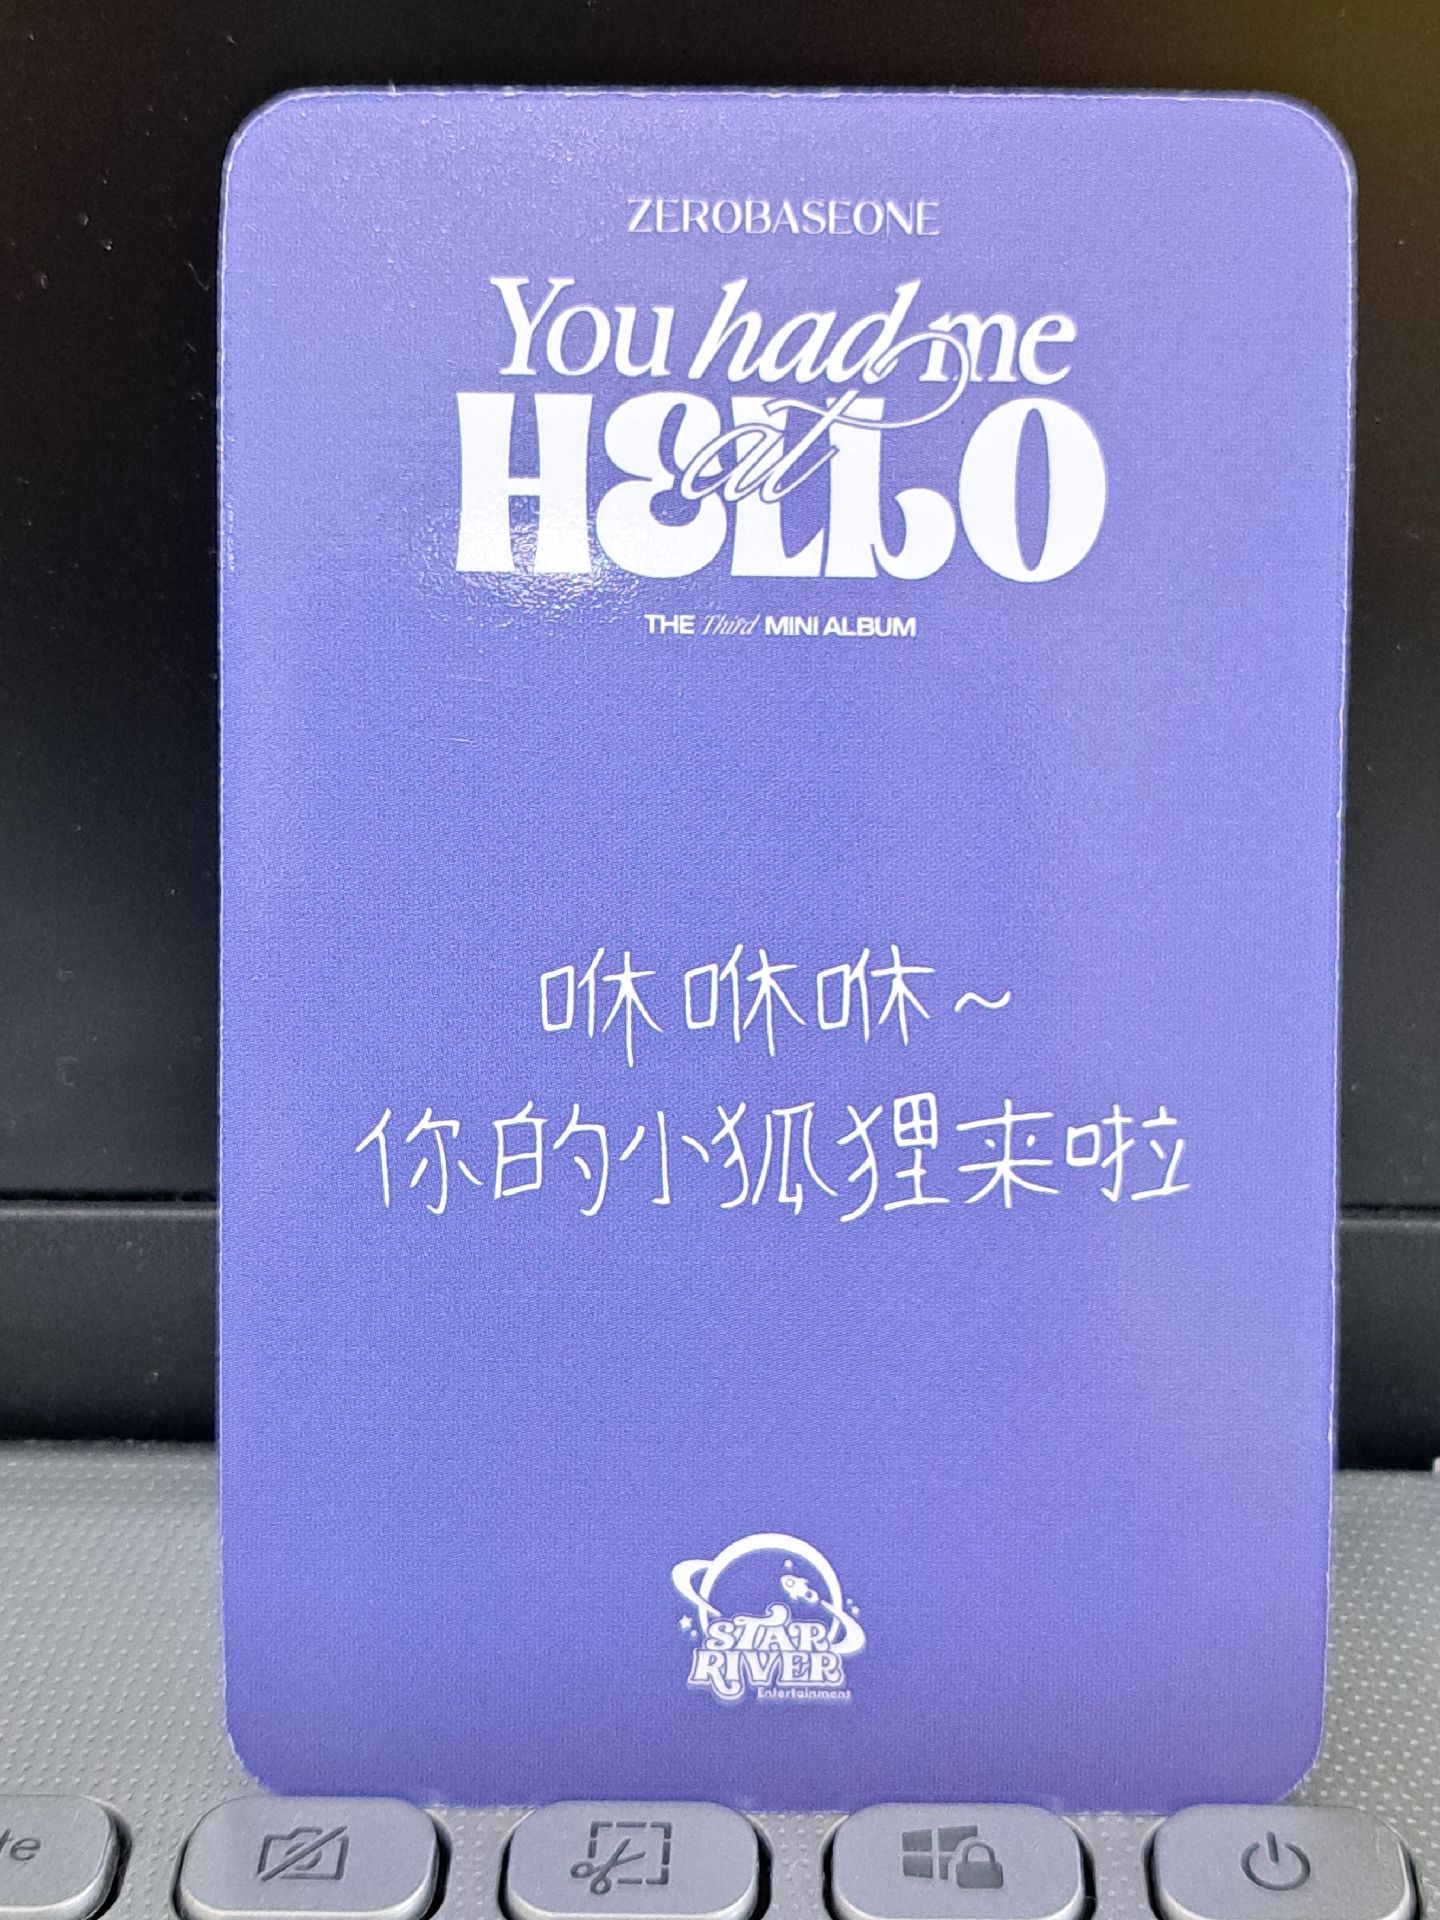 ZEROBASEONE
You had me
at
HELLO
THE Third MINI ALBUM
咻咻咻~
你的小狐狸来啦
STAR
RIVER
Entertainment
te